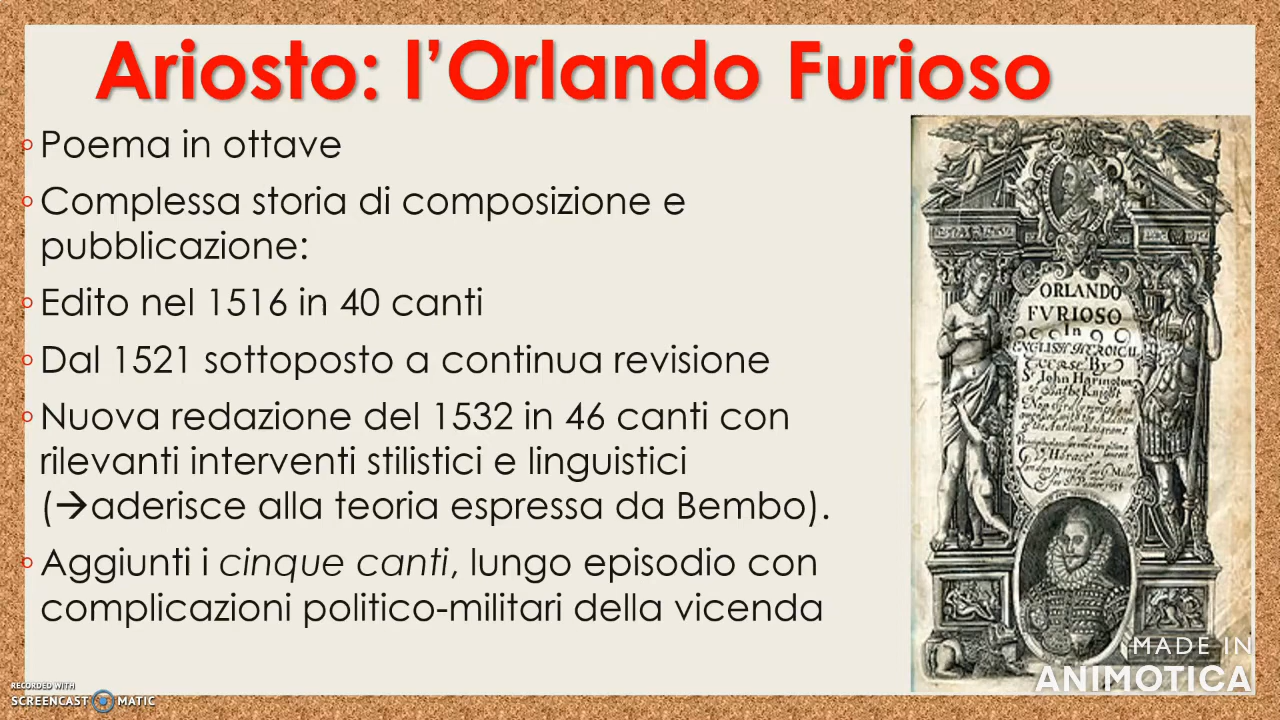 Ariosto: l’Orlando Furioso
Poema in ottave
Complessa storia di composizione e
pubblicazione:
Edito nel 1516 in 40 canti
Dal 1521 sottoposto a continua revisione
Nuova redazione del 1532 in 46 canti con
rilevanti interventi stilistici e linguistici
(→aderisce alla teoria espressa da Bembo).
Aggiunti i cinque canti, lungo episodio con
complicazioni politico-militari della vicenda
ORLANDO
FVRIOSO
In
ENGLISH HEROICAL
By
Sr John Harington
Knight
MADE IN
ANIMOTICA
RECORDED WITH
SCREENCAST MATIC